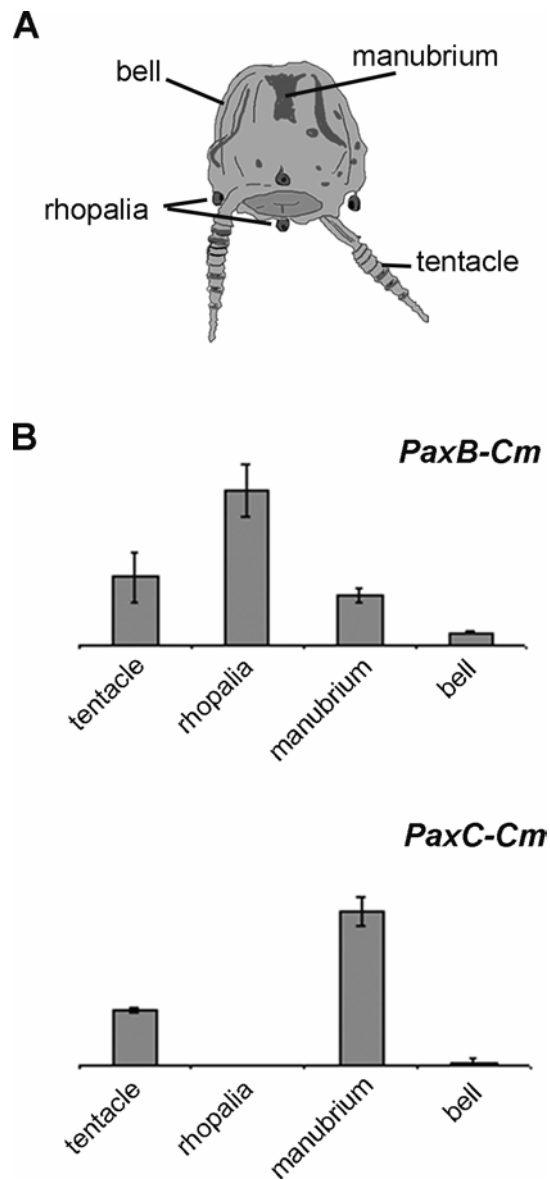 A
bell
manubrium
rhopalia
tentacle
B
PaxB-Cm
tentacle
rhopalia
manubrium
bell
PaxC-Cm
tentacle
rhopalia
manubrium
bell